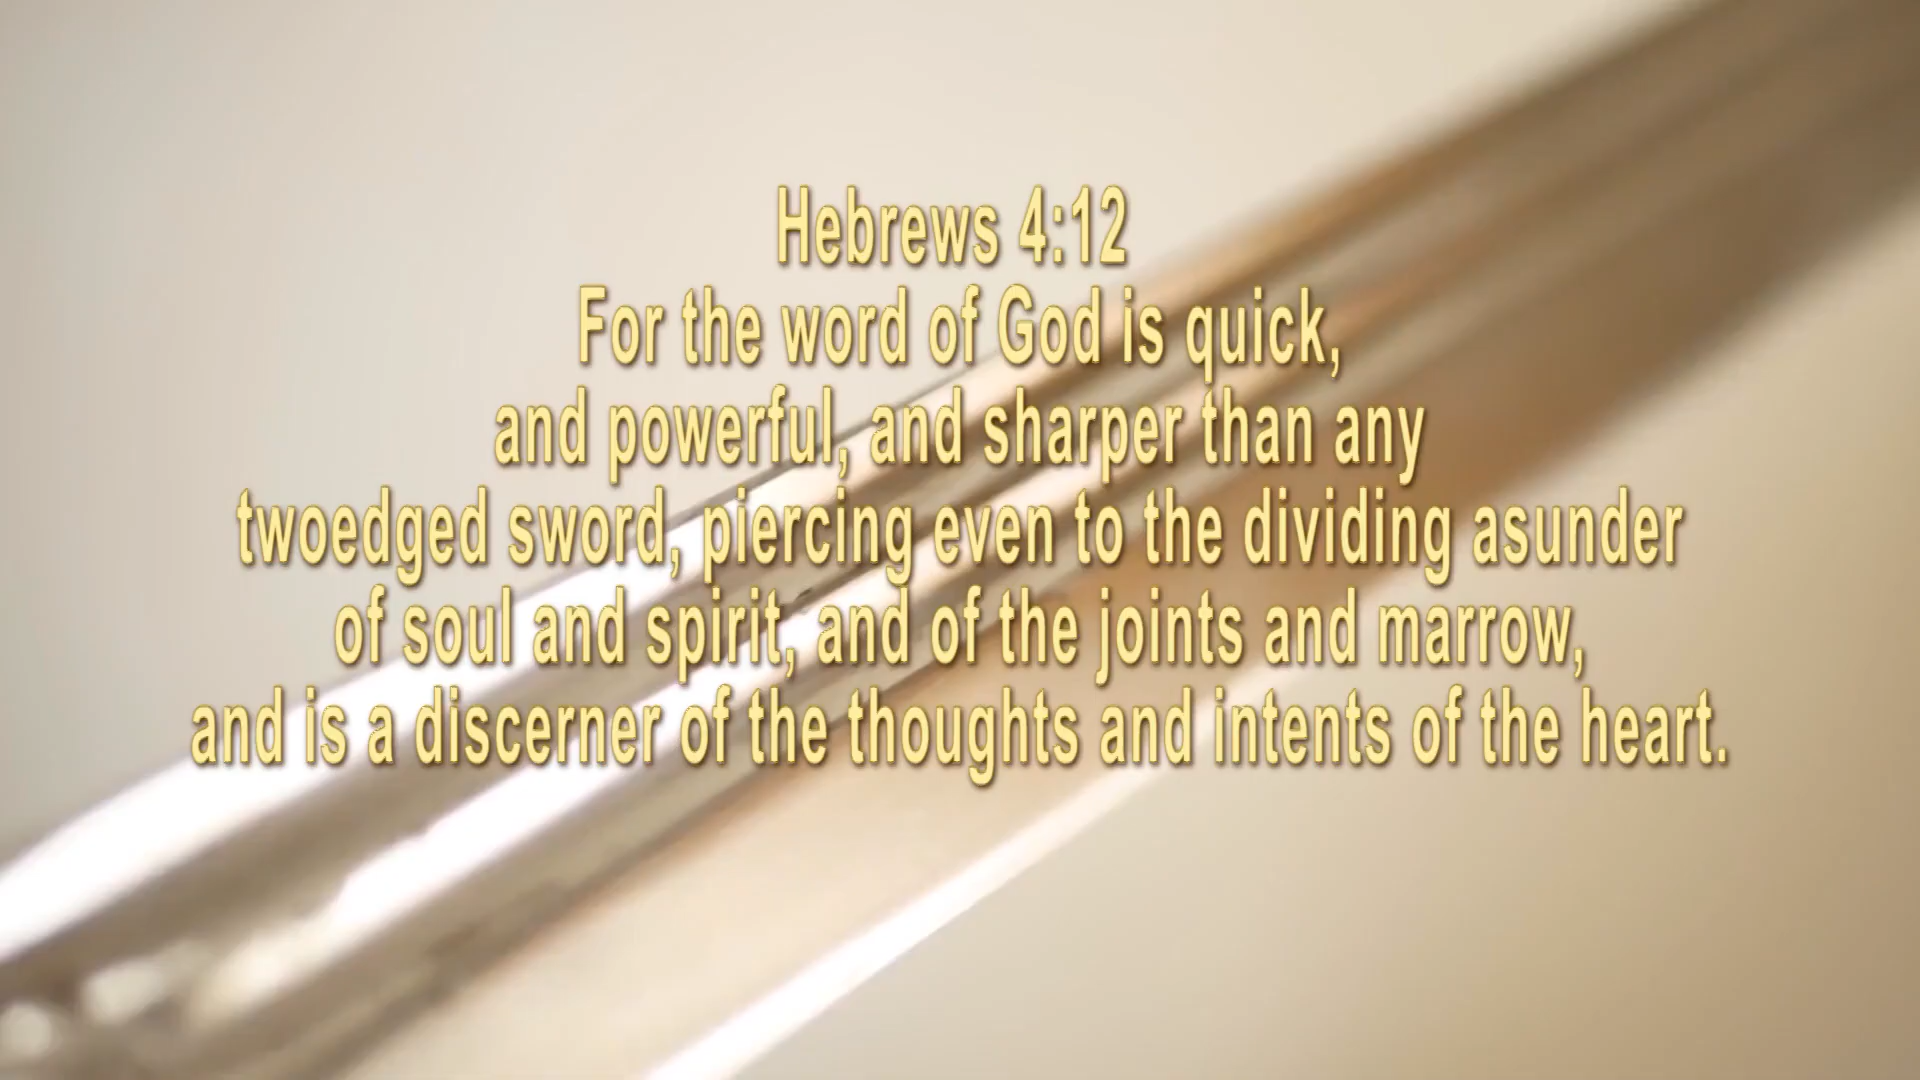 Hebrews 4:12
For the word of God is quick,
and powerful, and sharper than any
twoedged sword, piercing even to the dividing asunder
of soul and spirit, and of the joints and marrow,
and is a discerner of the thoughts and intents of the heart.